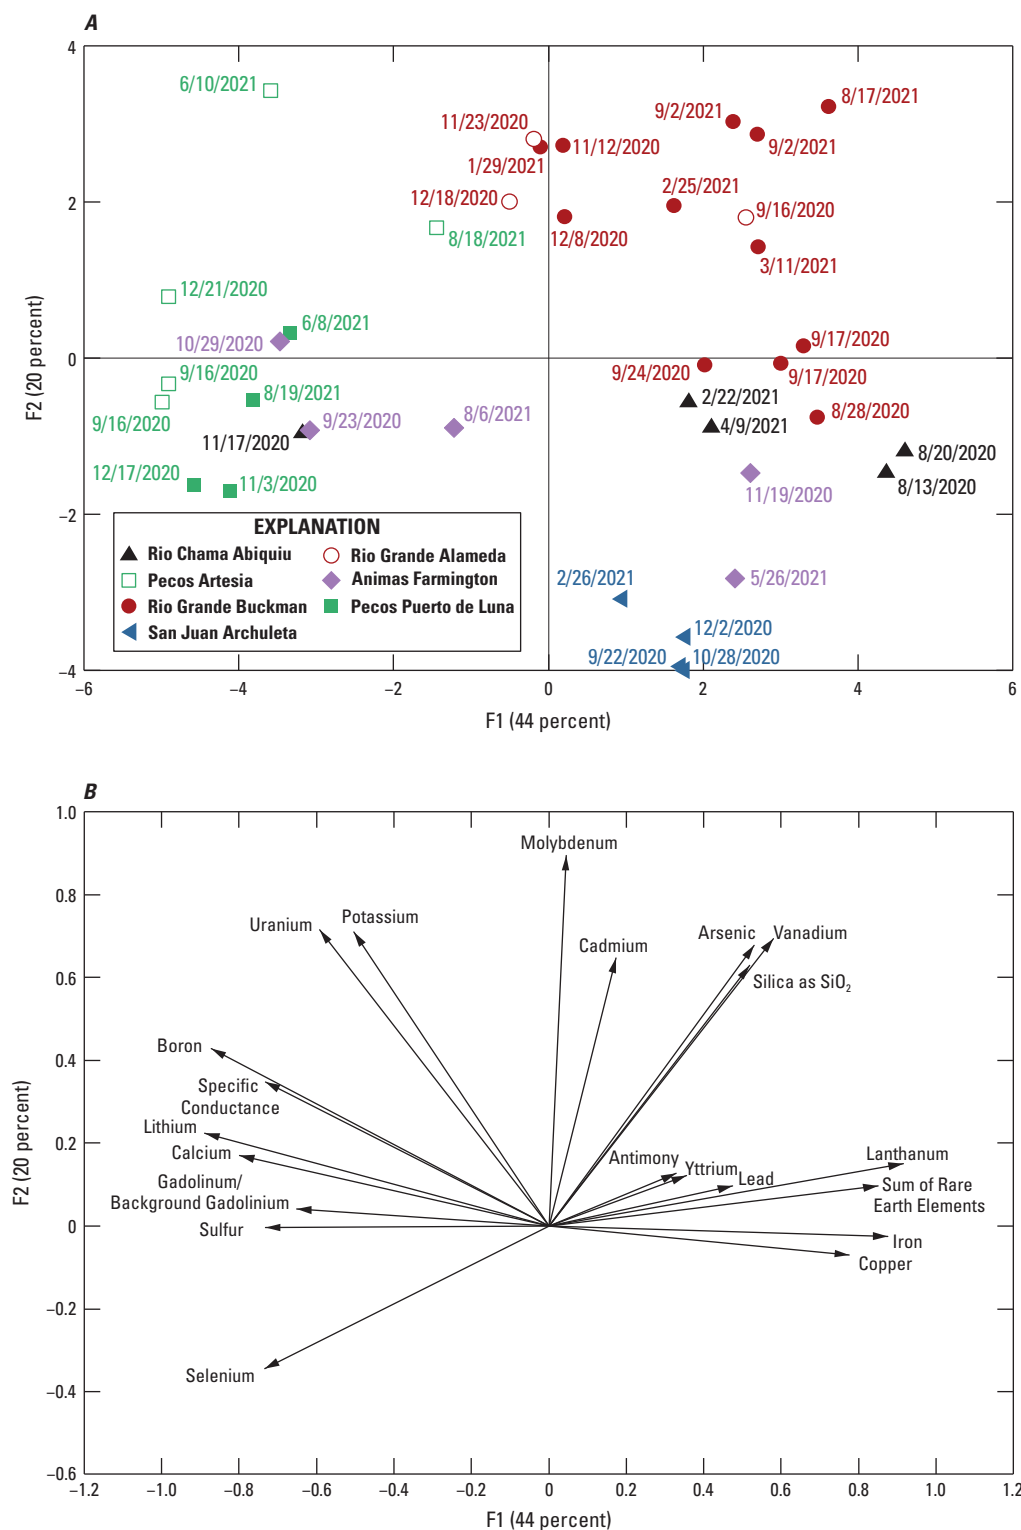 A
4
2
0
−2
−4
F2 (20 percent)
6/10/2021
8/17/2021
9/2/2021
11/23/2020
9/2/2021
11/12/2020
1/29/2021
2/25/2021
12/18/2020
9/16/2020
8/18/2021
12/8/2020
3/11/2021
12/21/2020
6/8/2021
10/29/2020
9/17/2020
9/16/2020
9/24/2020
9/17/2020
8/19/2021
2/22/2021
9/16/2020
9/23/2020
8/6/2021
4/9/2021
8/28/2020
11/17/2020
8/20/2020
12/17/2020
11/3/2020
11/19/2020
8/13/2020
EXPLANATION
Rio Chama Abiquiu
Rio Grande Alameda
Pecos Artesia
Animas Farmington
Rio Grande Buckman
Pecos Puerto de Luna
San Juan Archuleta
2/26/2021
5/26/2021
12/2/2020
9/22/2020
10/28/2020
−6 −4 −2 0 2 4 6
F1 (44 percent)
B
1.0
0.8
0.6
0.4
0.2
0
−0.2
−0.4
−0.6
F2 (20 percent)
Molybdenum
Uranium
Potassium
Cadmium
Arsenic
Vanadium
Silica as SiO₂
Boron
Specific
Conductance
Lithium
Calcium
Gadolinum/
Background Gadolinium
Sulfur
Antimony
Yttrium
Lead
Lanthanum
Sum of Rare
Earth Elements
Iron
Copper
Selenium
−1.2 −1.0 −0.8 −0.6 −0.4 −0.2 0 0.2 0.4 0.6 0.8 1.0 1.2
F1 (44 percent)